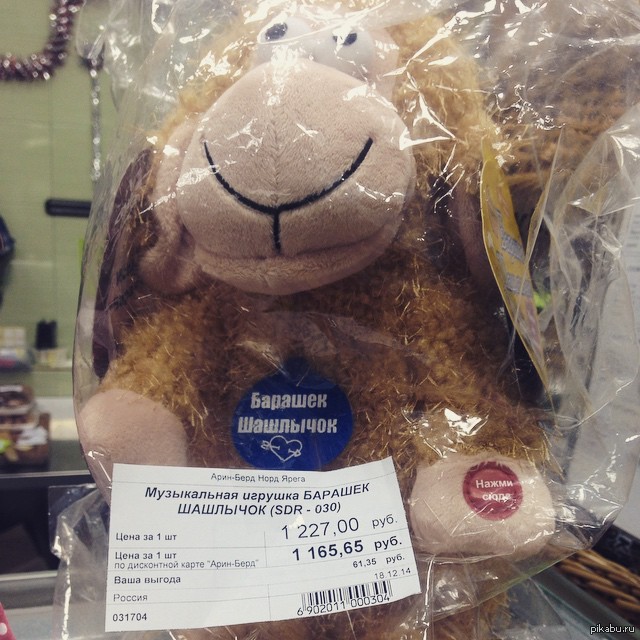 Барашек
Шашлычок
Нажми
сюда
Арин-Берд Норд Ярега
Музыкальная игрушка БАРАШЕК
ШАШЛЫЧОК (SDR - 030)
Цена за 1 шт 1 227,00 руб.
Цена за 1 шт 1 165,65 руб.
по дисконтной карте "Арин-Берд"
Ваша выгода 61,35 руб.
Россия 18.12.14
031704
6 902011 000304
pikabu.ru